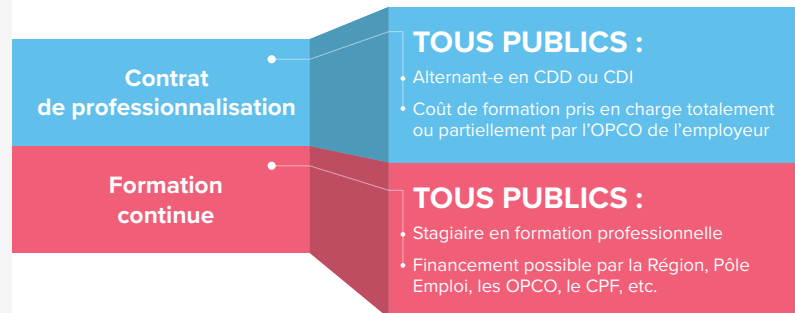 Contrat
de professionnalisation
TOUS PUBLICS :
Alternant-e en CDD ou CDI
Coût de formation pris en charge totalement
ou partiellement par l'OPCO de l'employeur
Formation
continue
TOUS PUBLICS :
Stagiaire en formation professionnelle
Financement possible par la Région, Pôle
Emploi, les OPCO, le CPF, etc.